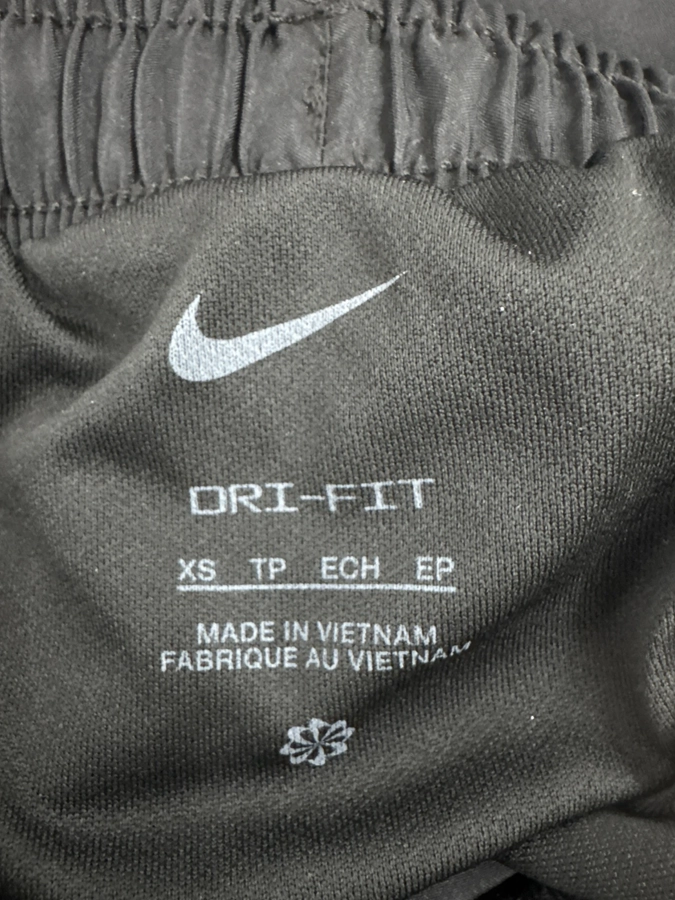 DRI-FIT
XS TP ECH EP
MADE IN VIETNAM
FABRIQUE AU VIETNAM